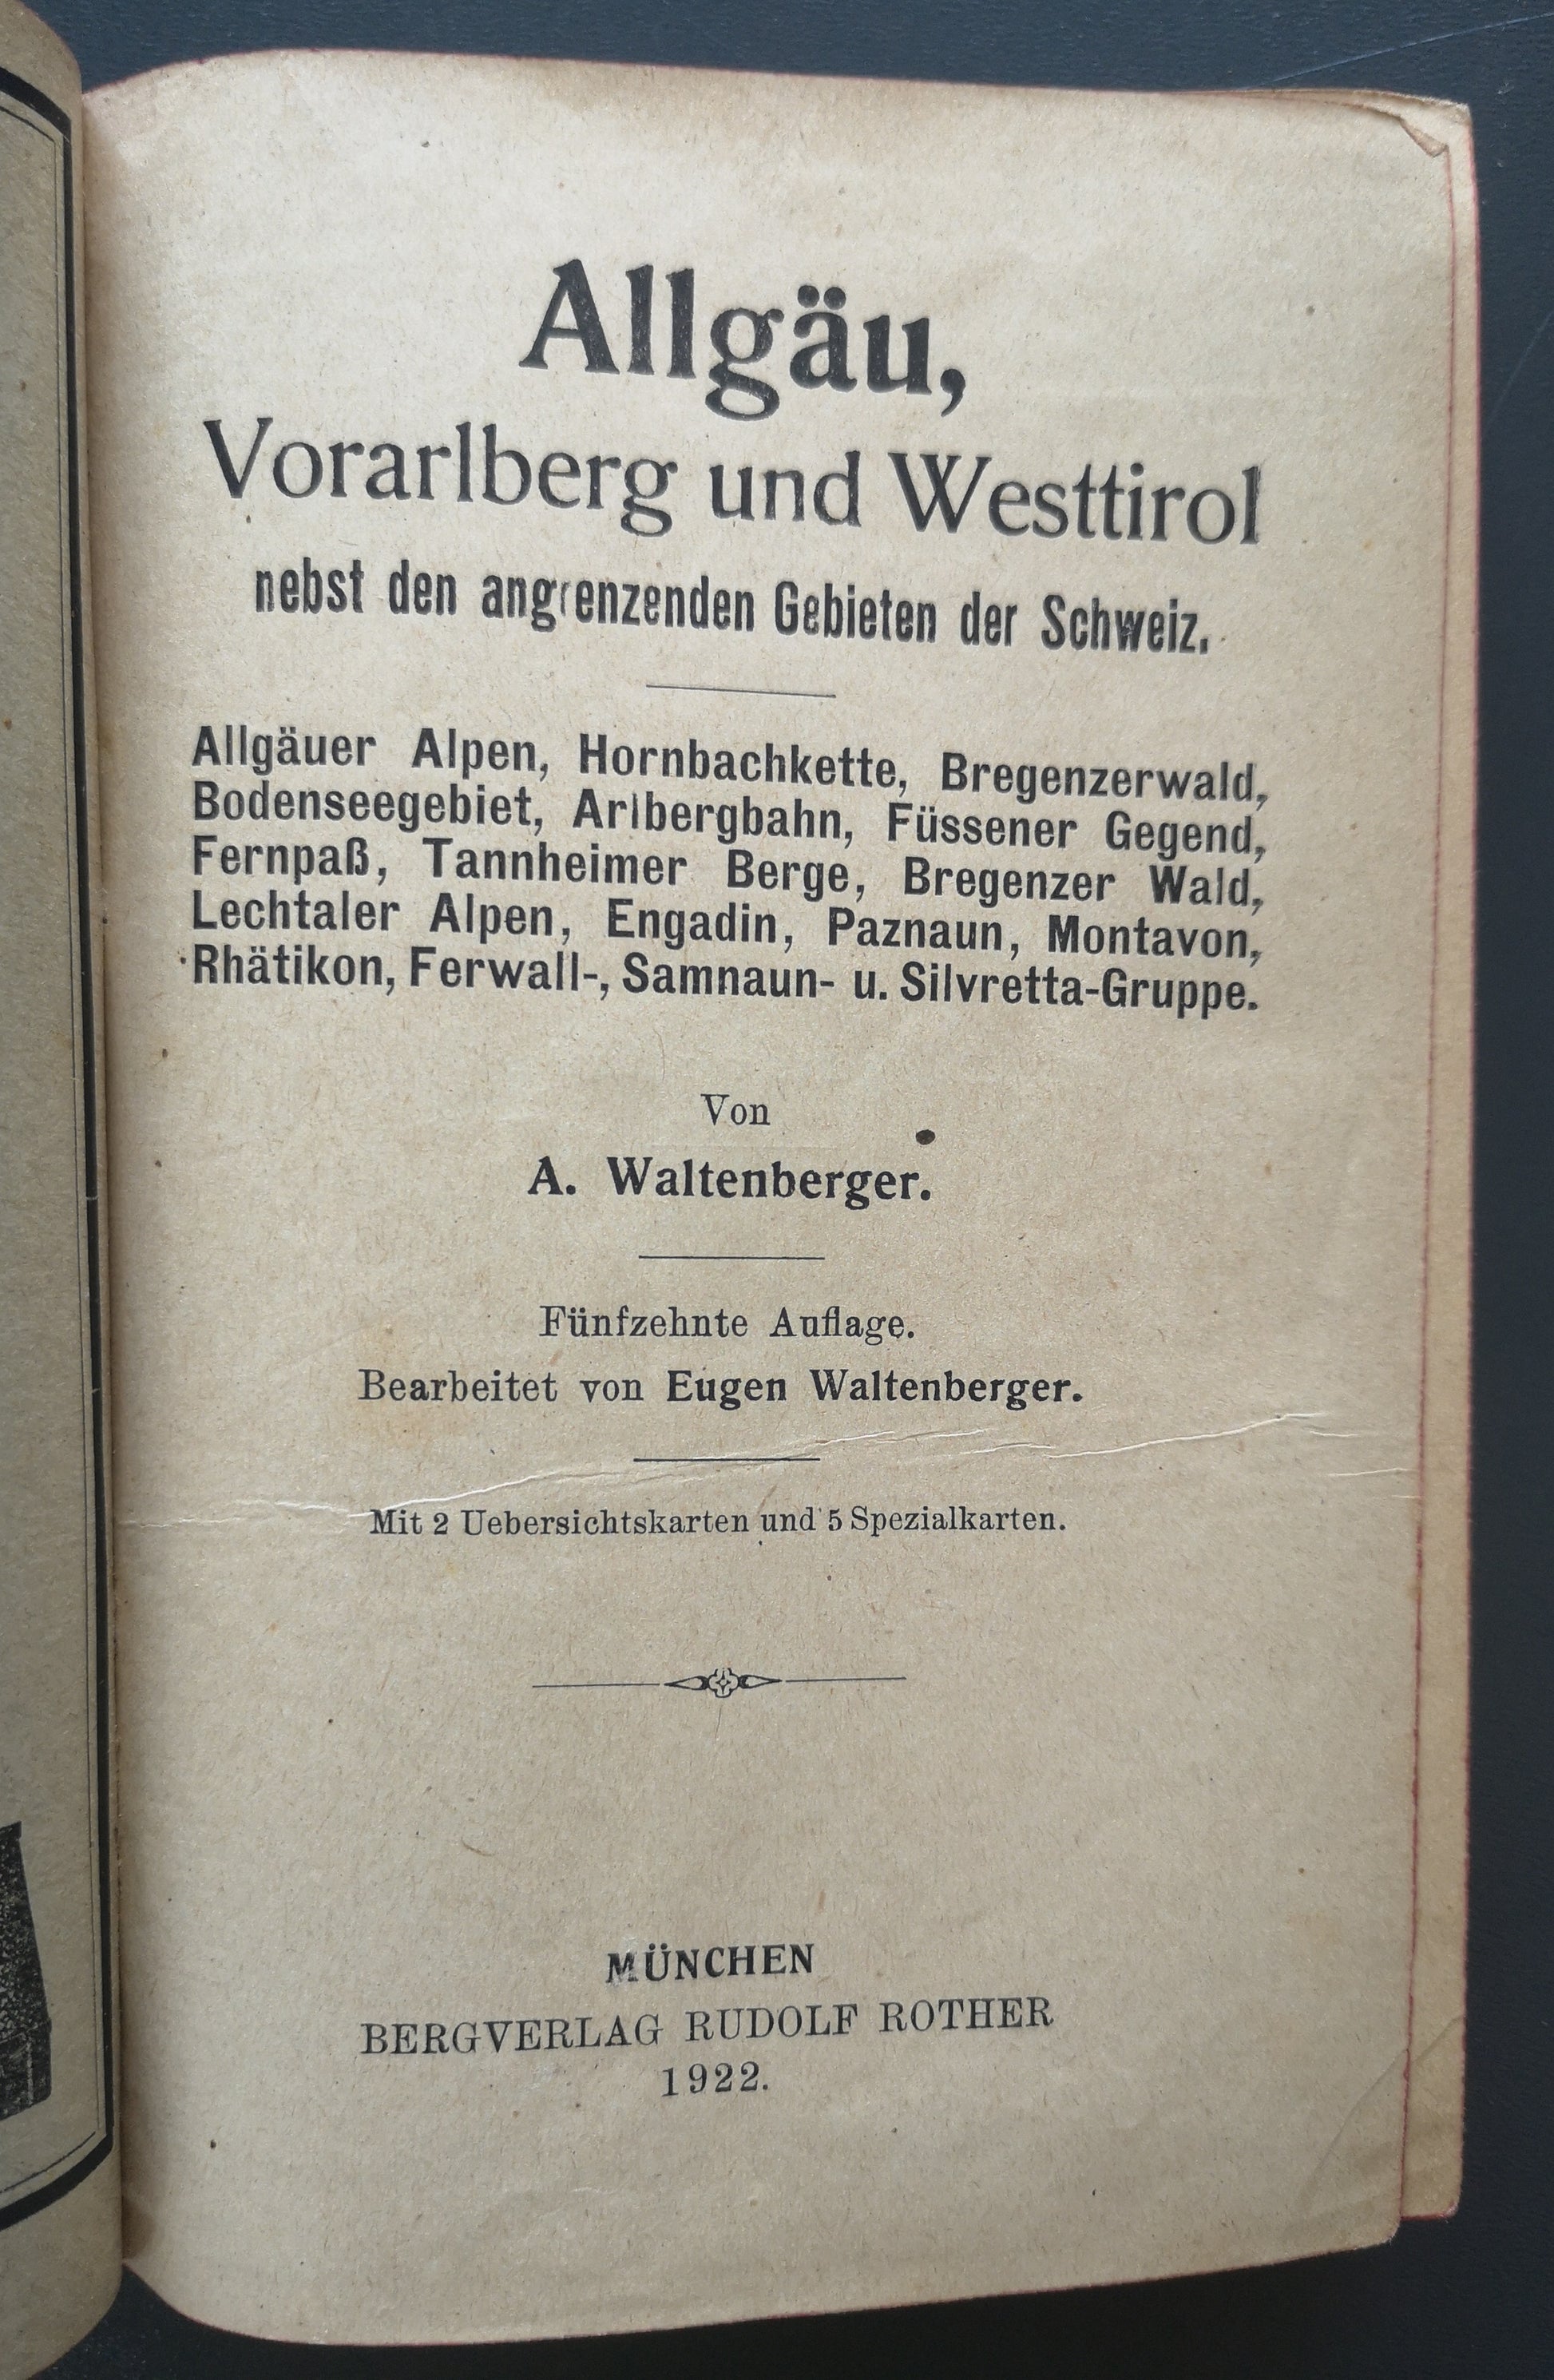 Allgäu,
Vorarlberg und Westtirol
nebst den angrenzenden Gebieten der Schweiz.
Allgäuer Alpen, Hornbachkette, Bregenzerwald,
Bodenseegebiet, Arlbergbahn, Füssener Gegend,
Fernpaß, Tannheimer Berge, Bregenzer Wald,
Lechtaler Alpen, Engadin, Paznaun, Montavon,
Rhätikon, Ferwall-, Samnaun- u. Silvretta-Gruppe.
Von
A. Waltenberger.
Fünfzehnte Auflage.
Bearbeitet von Eugen Waltenberger.
Mit 2 Uebersichtskarten und 5 Spezialkarten.
MÜNCHEN
BERGVERLAG RUDOLF ROTHER
1922.